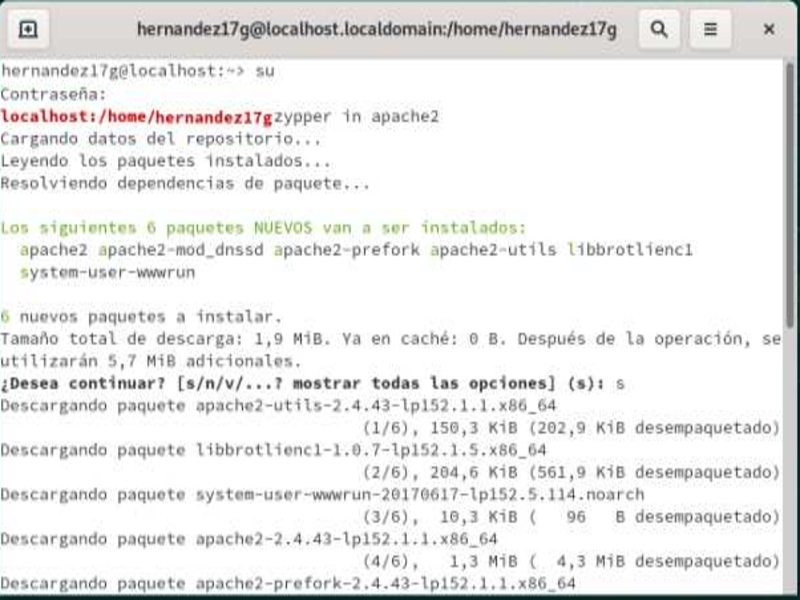 hernandez17g@localhost.localdomain:/home/hernandez17g
hernandez17g@localhost:~> su
Contraseña:
localhost:/home/hernandez17gzypper in apache2
Cargando datos del repositorio...
Leyendo los paquetes instalados...
Resolviendo dependencias de paquete...
Los siguientes 6 paquetes NUEVOS van a ser instalados:
apache2 apache2-mod_dnssd apache2-prefork apache2-utils libbrotlienc1
system-user-wwwrun
6 nuevos paquetes a instalar.
Tamaño total de descarga: 1,9 MiB. Ya en caché: 0 B. Después de la operación, se
utilizarán 5,7 MiB adicionales.
¿Desea continuar? [s/n/v/...? mostrar todas las opciones] (s): s
Descargando paquete apache2-utils-2.4.43-lp152.1.1.x86_64
(1/6), 150,3 KiB (202,9 KiB desempaquetado)
Descargando paquete libbrotlienc1-1.0.7-lp152.1.5.x86_64
(2/6), 204,6 KiB (561,9 KiB desempaquetado)
Descargando paquete system-user-wwwrun-20170617-lp152.5.114.noarch
(3/6),  10,3 KiB (   96   B desempaquetado)
Descargando paquete apache2-2.4.43-lp152.1.1.x86_64
(4/6),   1,3 MiB (  4,3 MiB desempaquetado)
Descargando paquete apache2-prefork-2.4.43-lp152.1.1.x86_64